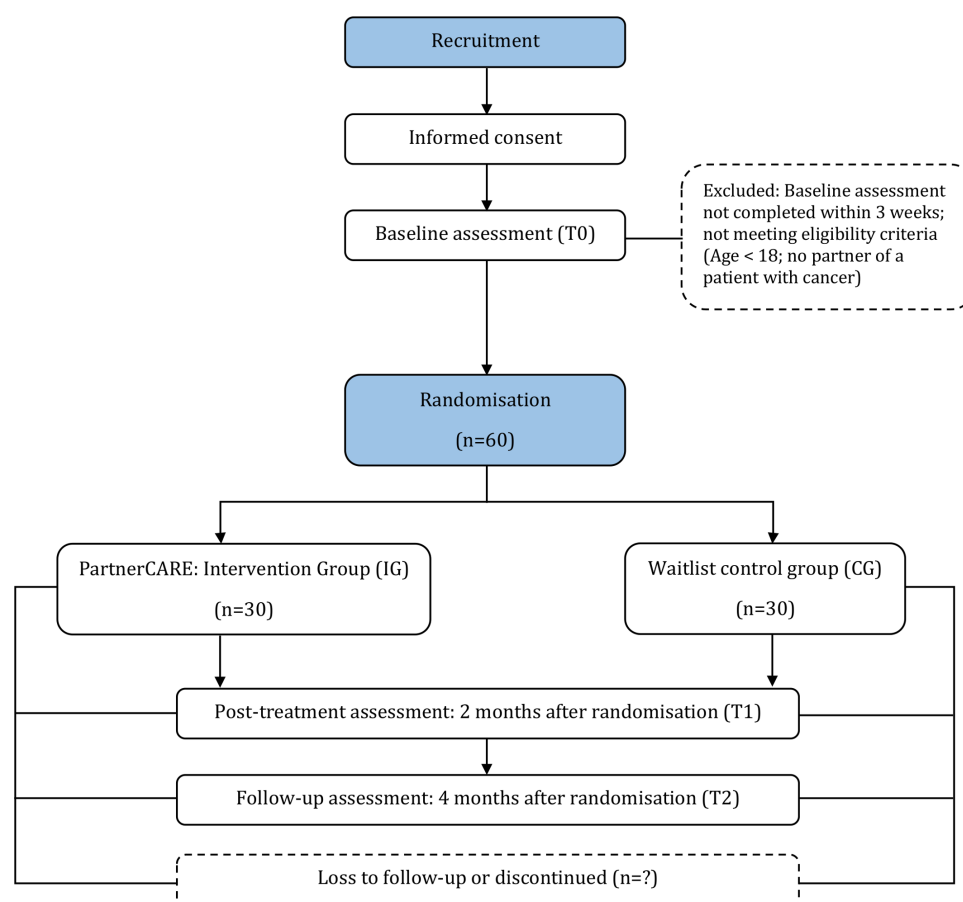 Recruitment
Informed consent
Baseline assessment (T0)
Excluded: Baseline assessment
not completed within 3 weeks;
not meeting eligibility criteria
(Age < 18; no partner of a
patient with cancer)
Randomisation
(n=60)
PartnerCARE: Intervention Group (IG)
(n=30)
Waitlist control group (CG)
(n=30)
Post-treatment assessment: 2 months after randomisation (T1)
Follow-up assessment: 4 months after randomisation (T2)
Loss to follow-up or discontinued (n=?)